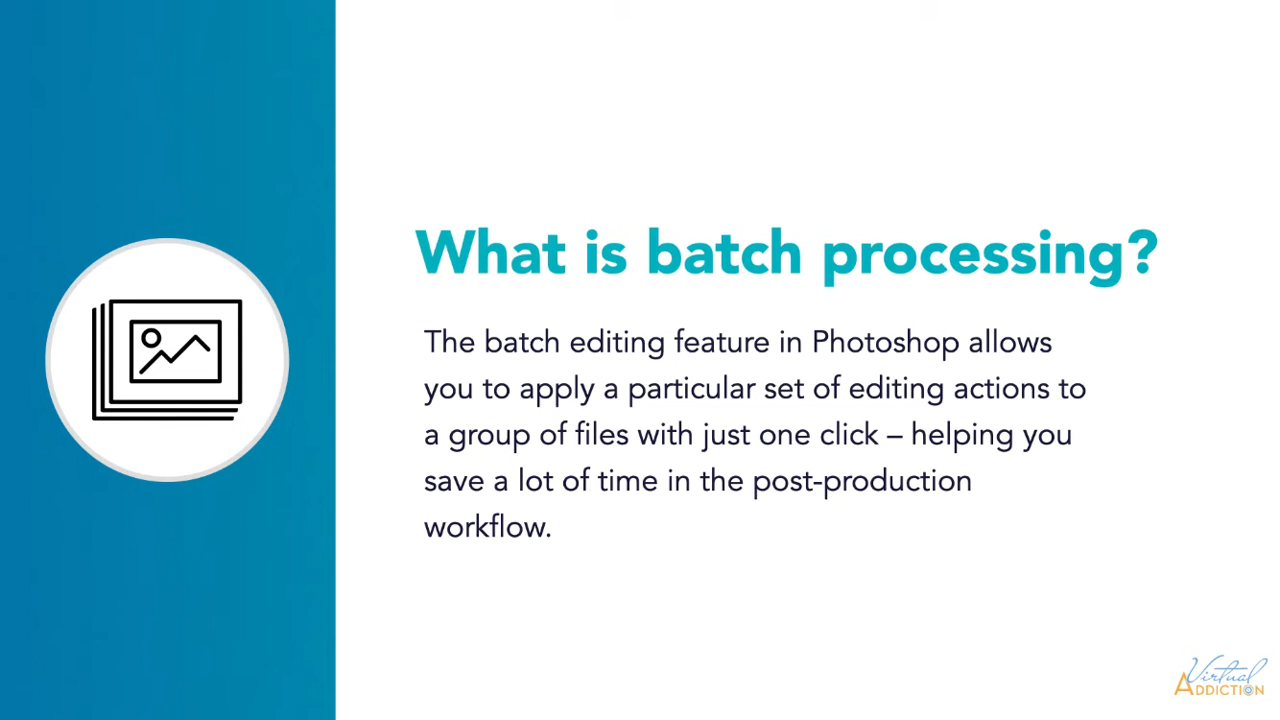 What is batch processing?
The batch editing feature in Photoshop allows
you to apply a particular set of editing actions to
a group of files with just one click – helping you
save a lot of time in the post-production
workflow.
Virtual
ADDICTION